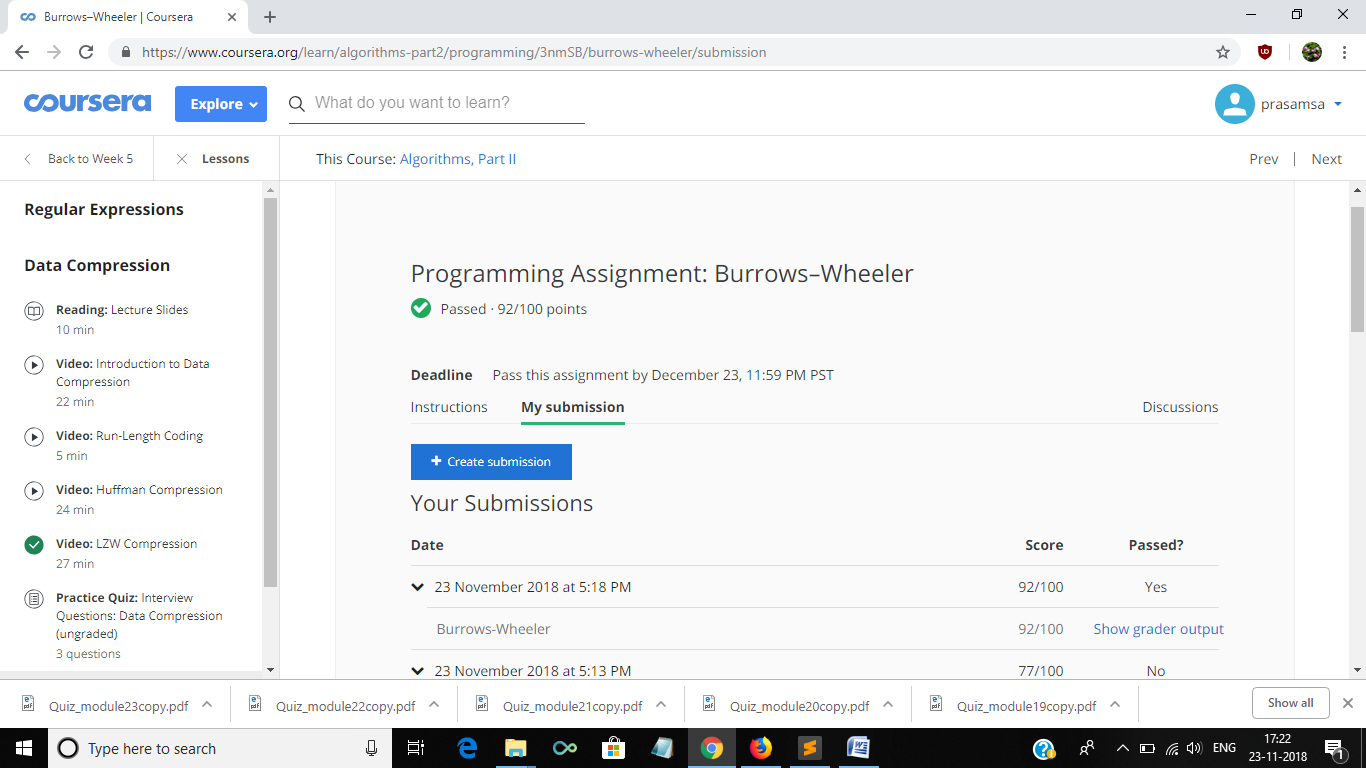 Burrows–Wheeler | Coursera
https://www.coursera.org/learn/algorithms-part2/programming/3nmSB/burrows-wheeler/submission
coursera
Explore
What do you want to learn?
prasamsa
Back to Week 5
Lessons
This Course: Algorithms, Part II
Prev | Next
Regular Expressions
Data Compression
Reading: Lecture Slides
10 min
Video: Introduction to Data
Compression
22 min
Video: Run-Length Coding
5 min
Video: Huffman Compression
24 min
Video: LZW Compression
27 min
Practice Quiz: Interview
Questions: Data Compression
(ungraded)
3 questions
Programming Assignment: Burrows–Wheeler
Passed · 92/100 points
Deadline Pass this assignment by December 23, 11:59 PM PST
Instructions My submission Discussions
+ Create submission
Your Submissions
Date Score Passed?
23 November 2018 at 5:18 PM 92/100 Yes
Burrows-Wheeler 92/100 Show grader output
23 November 2018 at 5:13 PM 77/100 No
Quiz_module23copy.pdf
Quiz_module22copy.pdf
Quiz_module21copy.pdf
Quiz_module20copy.pdf
Quiz_module19copy.pdf
Show all
Type here to search
ENG
17:22
23-11-2018
1